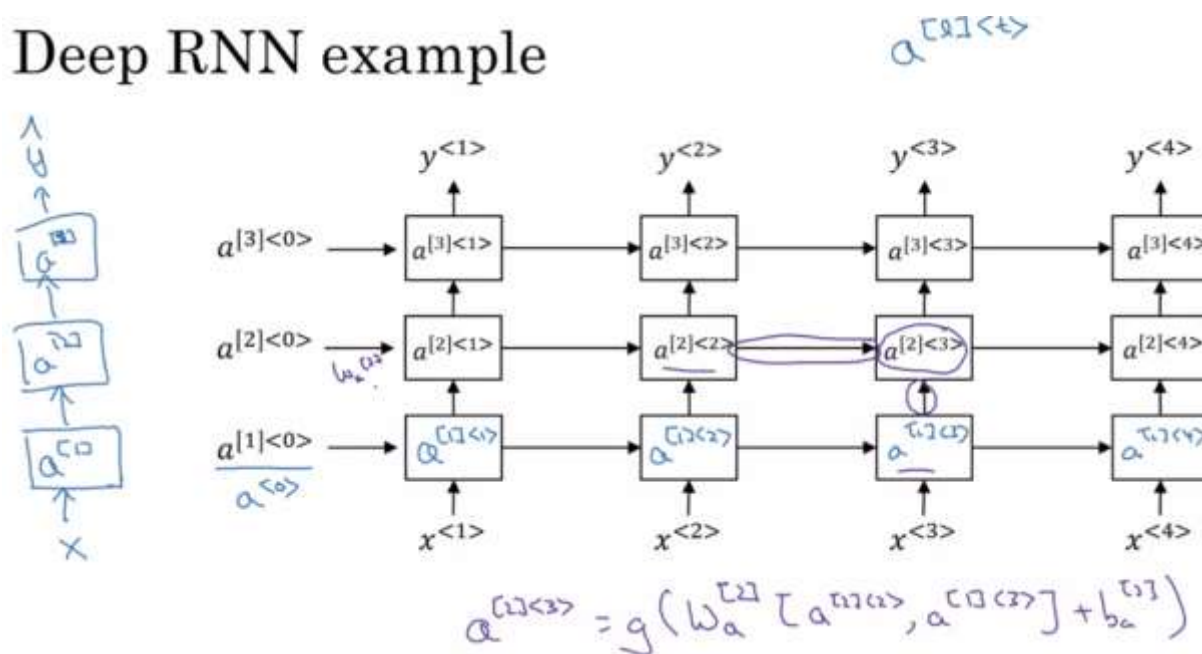 Deep RNN example
a^{[l]<t>}
ŷ
y^{<1>} y^{<2>} y^{<3>} y^{<4>}
a^{[3]<0>} a^{[3]<1>} a^{[3]<2>} a^{[3]<3>} a^{[3]<4>}
a^{[2]}
a^{[2]<0>} a^{[2]<1>} a^{[2]<2>} a^{[2]<3>} a^{[2]<4>}
a^{[1]}
a^{[1]<0>} a^{[1]<1>} a^{[1]<2>} a^{[1]<3>} a^{[1]<4>}
a^{<0>}
x
x^{<1>} x^{<2>} x^{<3>} x^{<4>}
a^{[2]<3>} = g(W_a^{[2]} [a^{[2]<2>}, a^{[1]<3>}] + b_a^{[2]})